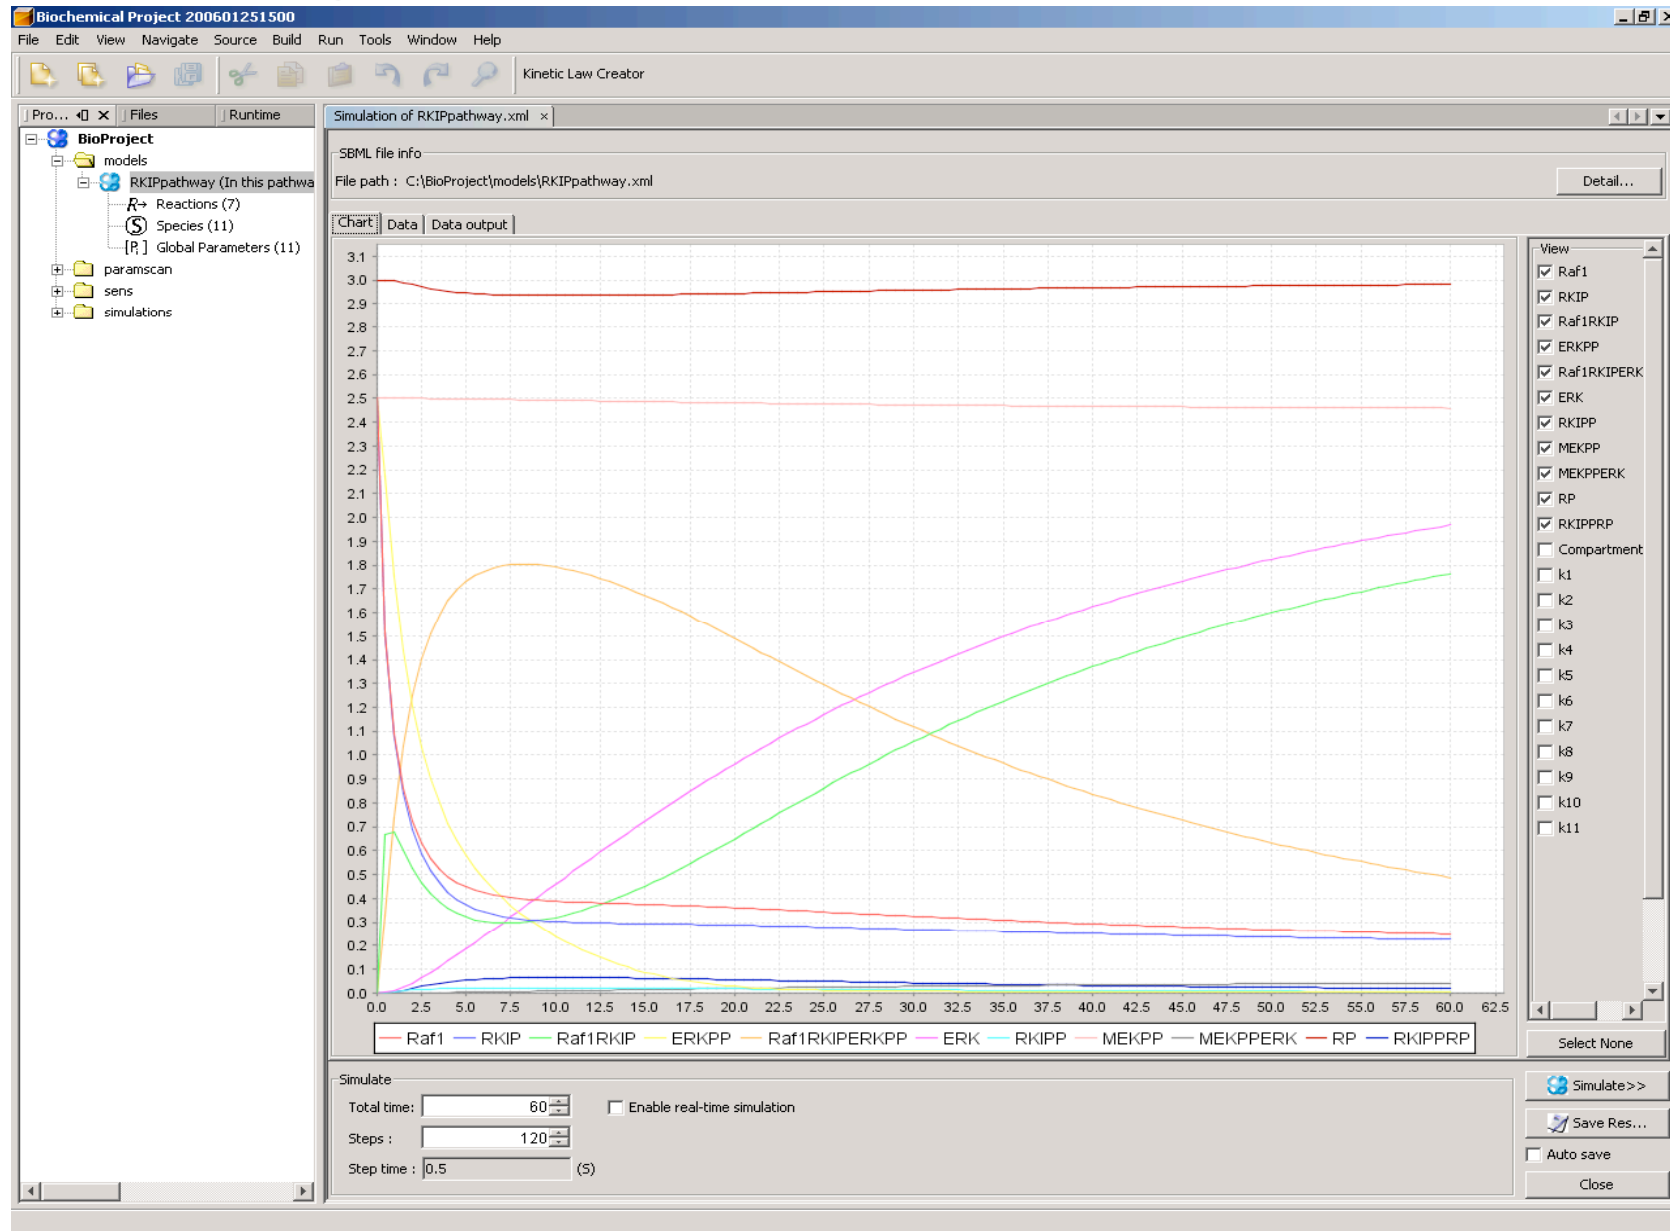 Biochemical Project 200601251500
File Edit View Navigate Source Build Run Tools Window Help
Kinetic Law Creator
Pro... Files Runtime
BioProject
models
RKIPpathway (In this pathwa
R→ Reactions (7)
S Species (11)
[P,] Global Parameters (11)
paramscan
sens
simulations
Simulation of RKIPpathway.xml ×
SBML file info
File path : C:\BioProject\models\RKIPpathway.xml
Detail...
Chart Data Data output
3.1
3.0
2.9
2.8
2.7
2.6
2.5
2.4
2.3
2.2
2.1
2.0
1.9
1.8
1.7
1.6
1.5
1.4
1.3
1.2
1.1
1.0
0.9
0.8
0.7
0.6
0.5
0.4
0.3
0.2
0.1
0.0
0.0 2.5 5.0 7.5 10.0 12.5 15.0 17.5 20.0 22.5 25.0 27.5 30.0 32.5 35.0 37.5 40.0 42.5 45.0 47.5 50.0 52.5 55.0 57.5 60.0 62.5
Raf1 RKIP Raf1RKIP ERKPP Raf1RKIPERKPP ERK RKIPP MEKPP MEKPPERK RP RKIPPRP
View
Raf1
RKIP
Raf1RKIP
ERKPP
Raf1RKIPERK
ERK
RKIPP
MEKPP
MEKPPERK
RP
RKIPPRP
Compartment
k1
k2
k3
k4
k5
k6
k7
k8
k9
k10
k11
Select None
Simulate
Total time: 60
Enable real-time simulation
Steps : 120
Step time : 0.5 (S)
Simulate>>
Save Res...
Auto save
Close